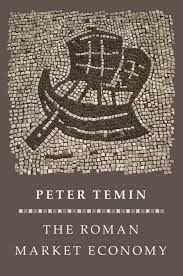 PETER TEMIN
THE ROMAN
MARKET ECONOMY